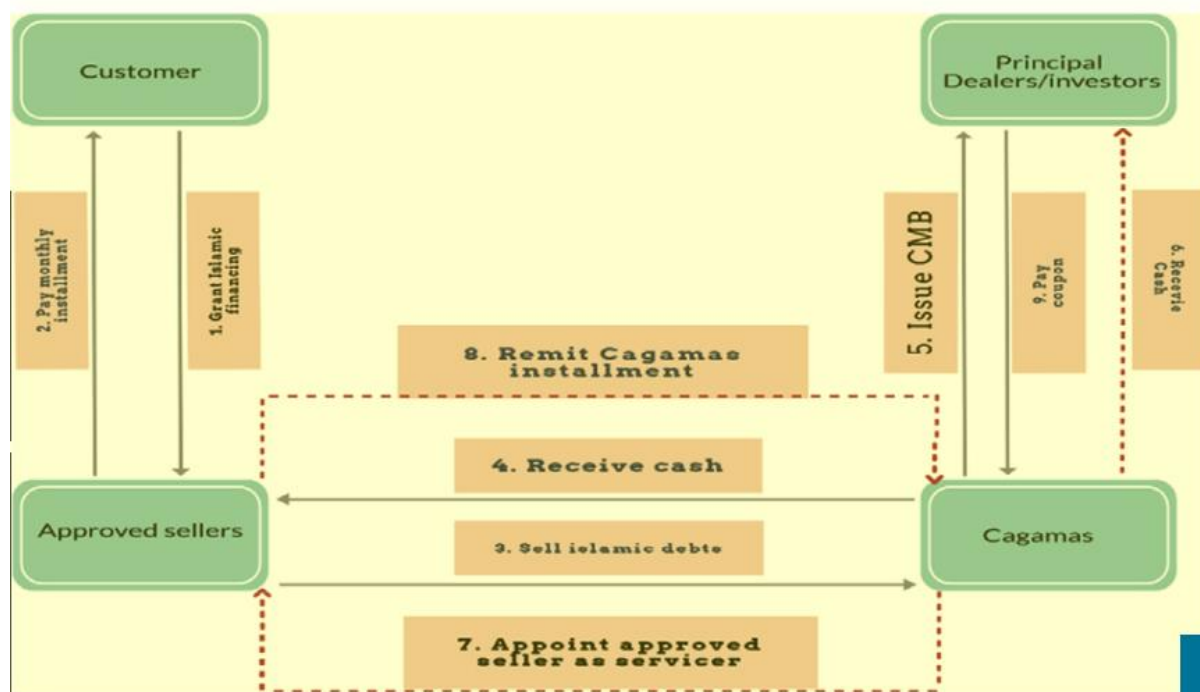 Customer
Principal
Dealers/investors
2. Pay monthly
installment
1. Grant Islamic
financing
5. Issue CMB
9. Pay
coupon
6. Recevie
Cash
8. Remit Cagamas
installment
4. Receive cash
Approved sellers
3. Sell islamic debte
Cagamas
7. Appoint approved
seller as servicer